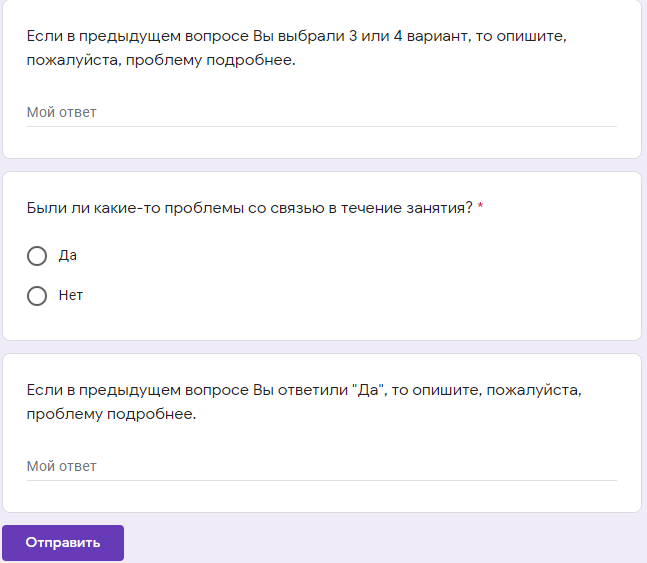 Если в предыдущем вопросе Вы выбрали 3 или 4 вариант, то опишите,
пожалуйста, проблему подробнее.
Мой ответ
Были ли какие-то проблемы со связью в течение занятия? *
Да
Нет
Если в предыдущем вопросе Вы ответили "Да", то опишите, пожалуйста,
проблему подробнее.
Мой ответ
Отправить